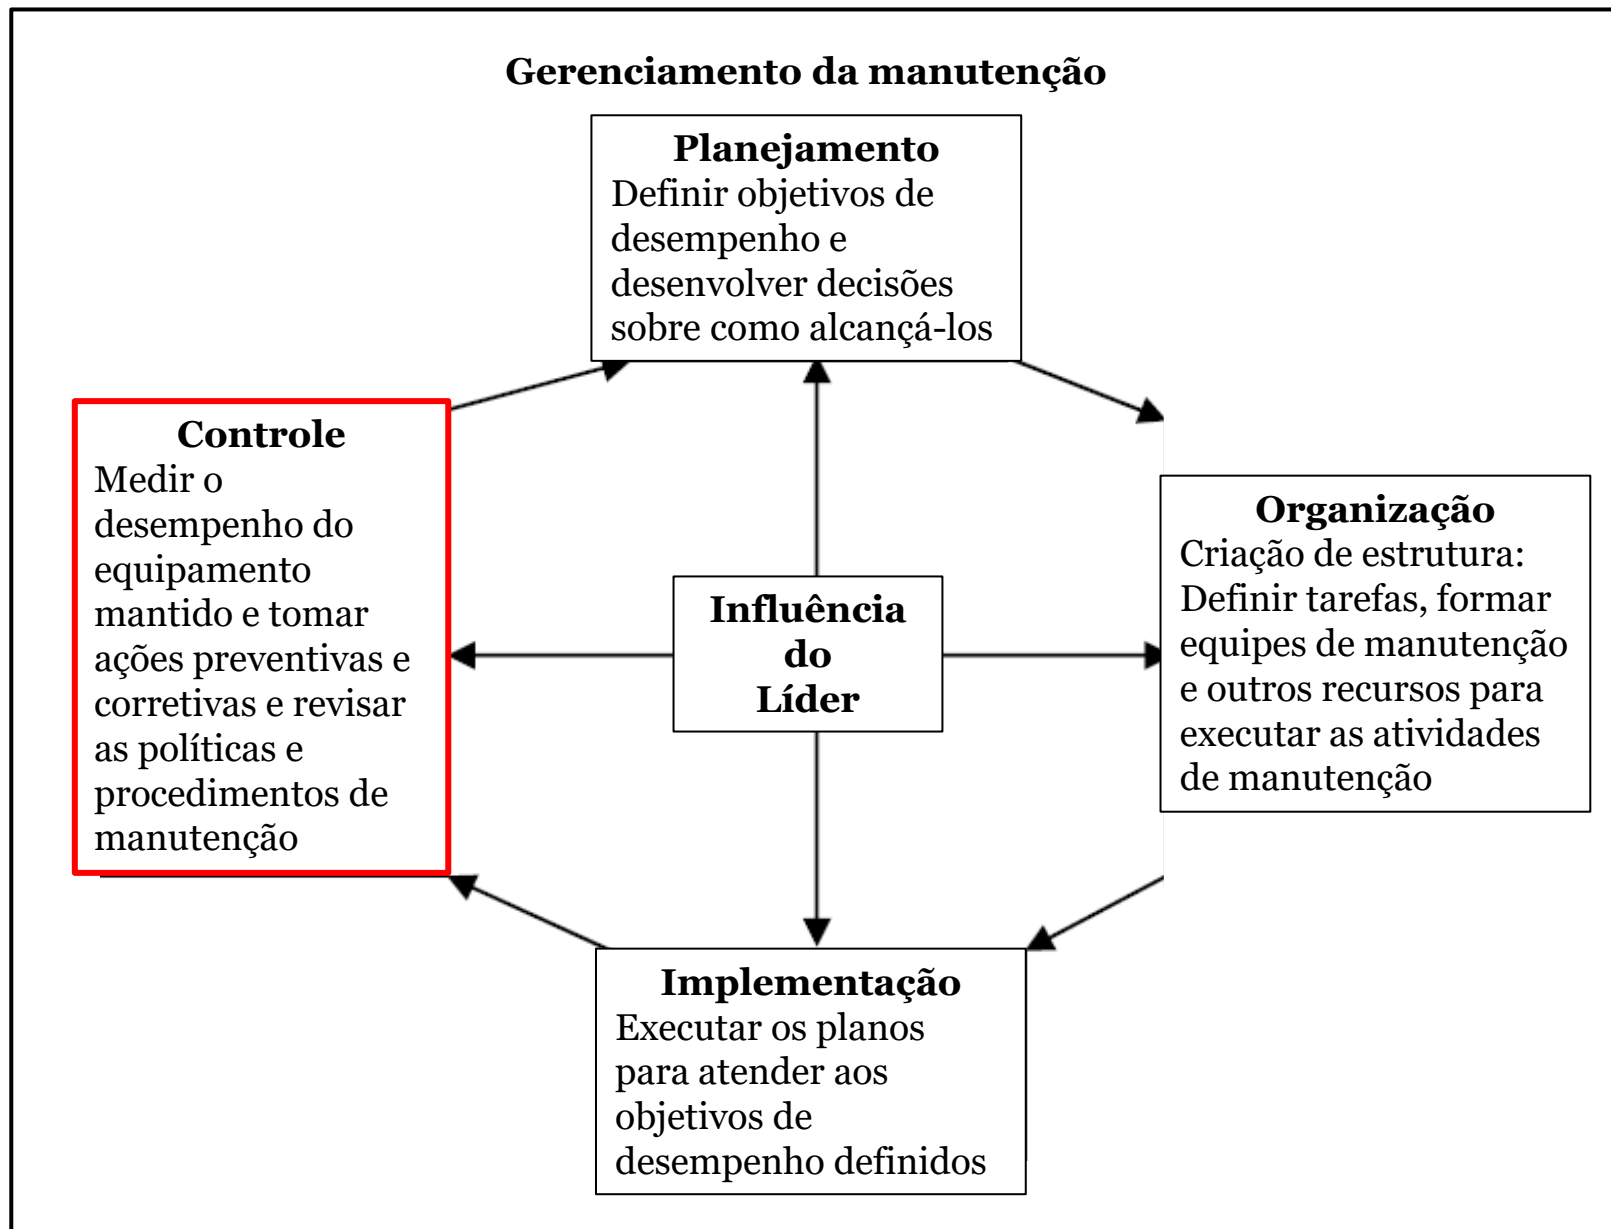 Gerenciamento da manutenção
Planejamento
Definir objetivos de
desempenho e
desenvolver decisões
sobre como alcançá-los
Controle
Medir o
desempenho do
equipamento
mantido e tomar
ações preventivas e
corretivas e revisar
as políticas e
procedimentos de
manutenção
Influência
do
Líder
Organização
Criação de estrutura:
Definir tarefas, formar
equipes de manutenção
e outros recursos para
executar as atividades
de manutenção
Implementação
Executar os planos
para atender aos
objetivos de
desempenho definidos